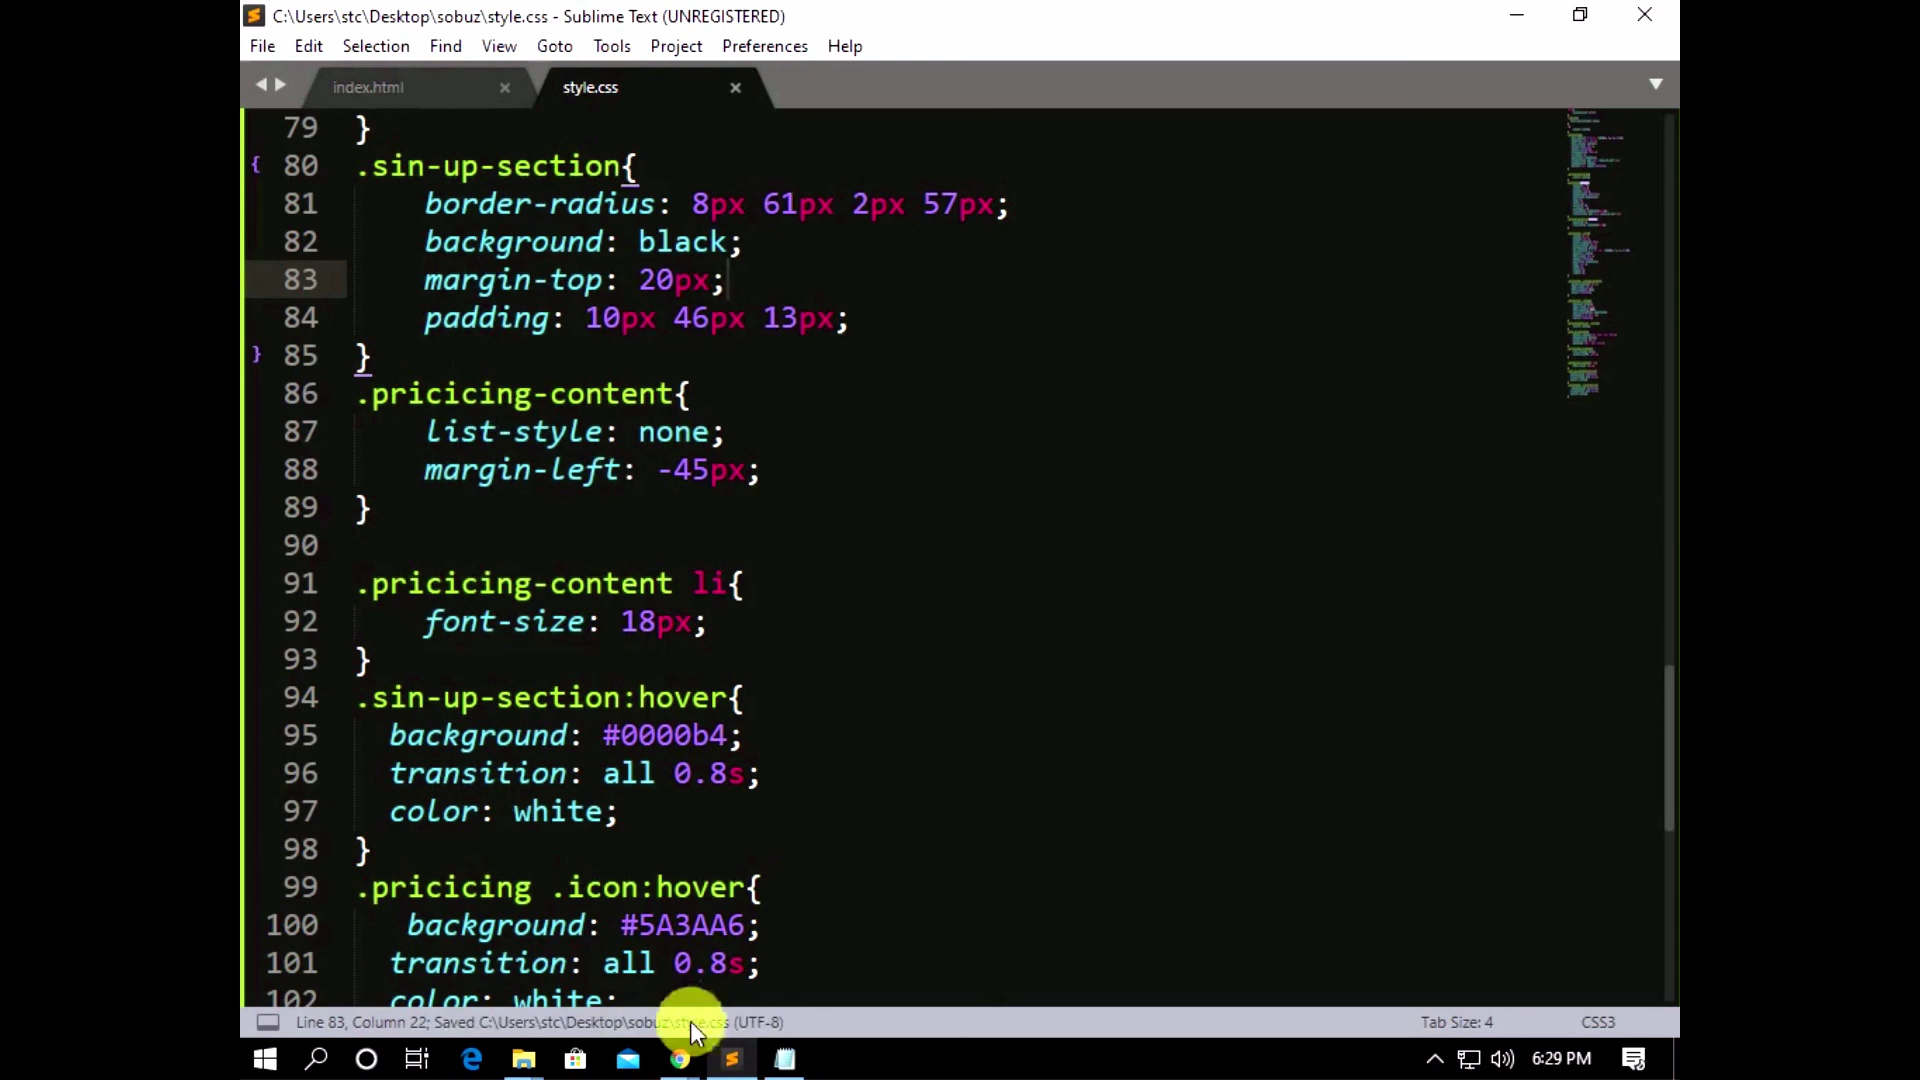 C:\Users\stc\Desktop\sobuz\style.css - Sublime Text (UNREGISTERED)
File Edit Selection Find View Goto Tools Project Preferences Help
index.html style.css
79 }
80 .sin-up-section{
81 border-radius: 8px 61px 2px 57px;
82 background: black;
83 margin-top: 20px;
84 padding: 10px 46px 13px;
85 }
86 .pricicing-content{
87 list-style: none;
88 margin-left: -45px;
89 }
90
91 .pricicing-content li{
92 font-size: 18px;
93 }
94 .sin-up-section:hover{
95 background: #0000b4;
96 transition: all 0.8s;
97 color: white;
98 }
99 .pricicing .icon:hover{
100 background: #5A3AA6;
101 transition: all 0.8s;
102 color: white;
Line 83, Column 22; Saved C:\Users\stc\Desktop\sobuz\style.css (UTF-8) Tab Size: 4 CSS3
6:29 PM